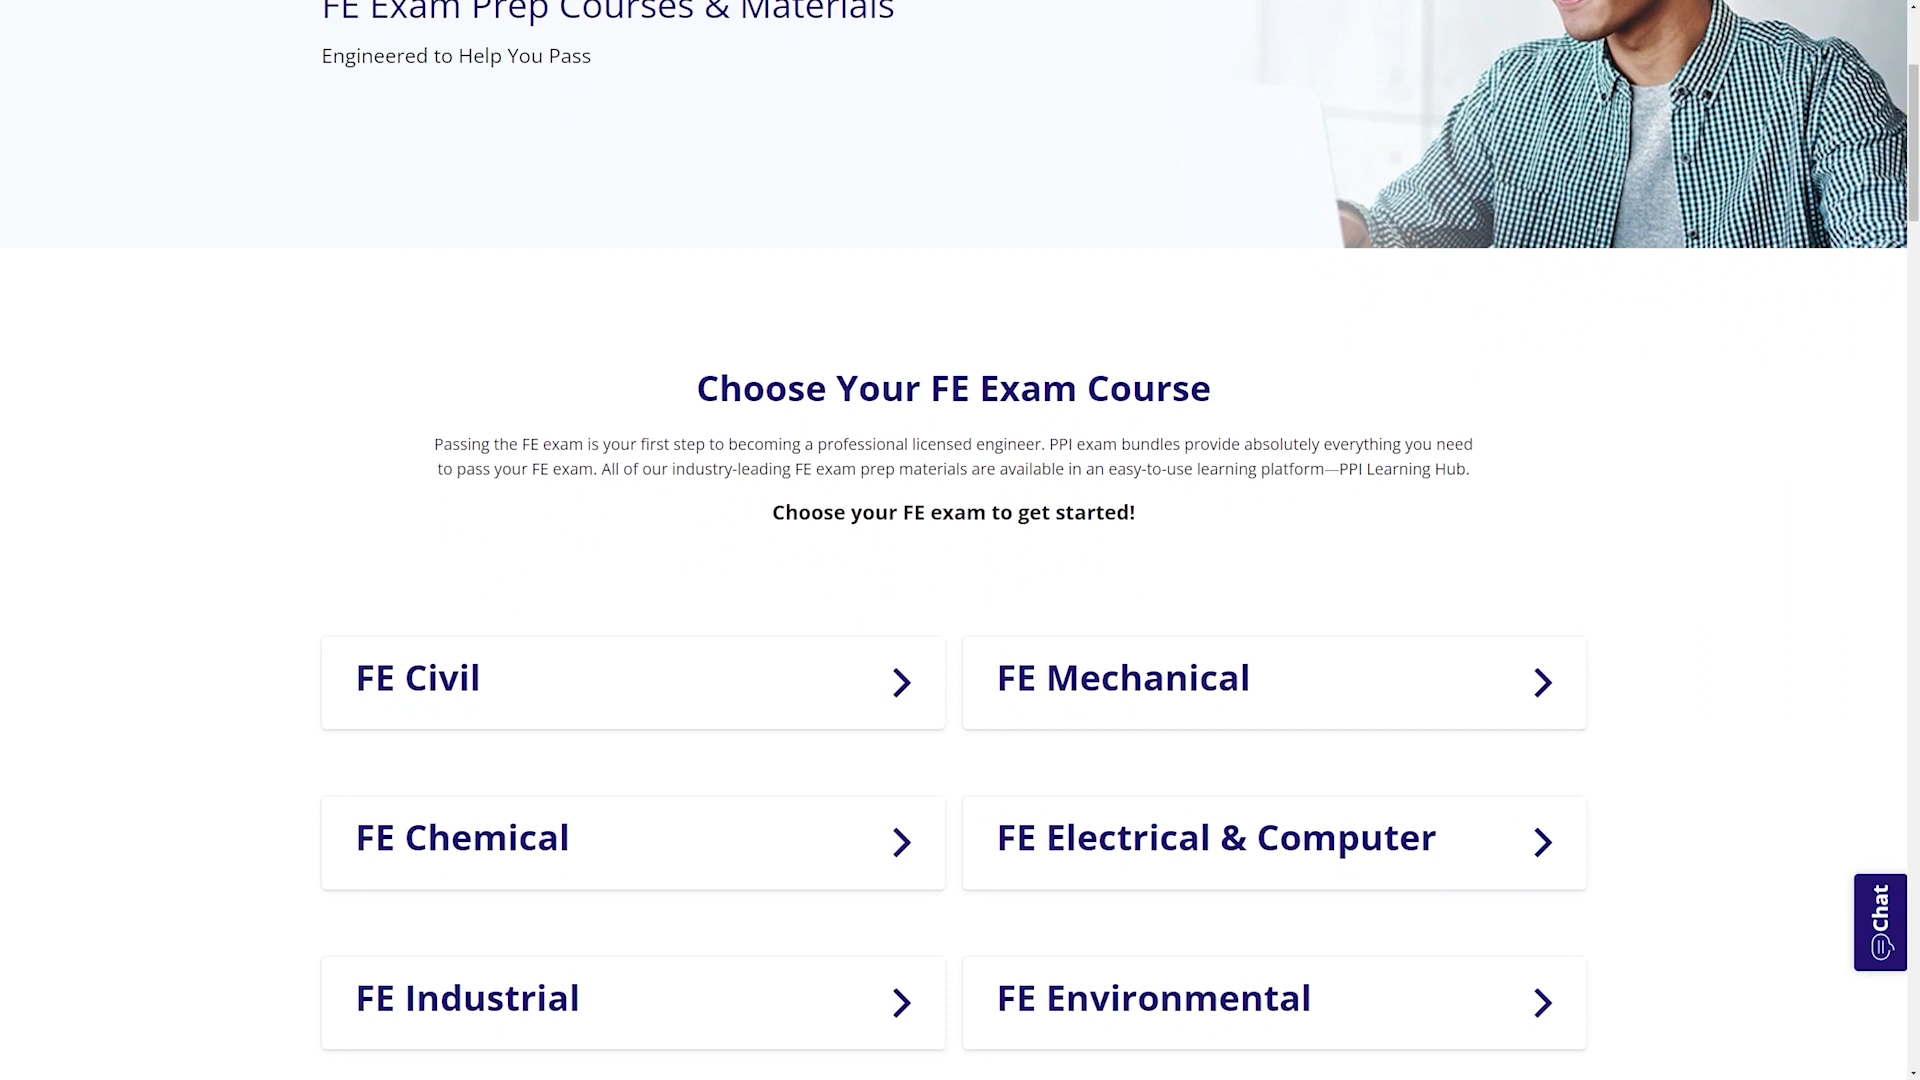 FE Exam Prep Courses & Materials
Engineered to Help You Pass
Choose Your FE Exam Course
Passing the FE exam is your first step to becoming a professional licensed engineer. PPI exam bundles provide absolutely everything you need
to pass your FE exam. All of our industry-leading FE exam prep materials are available in an easy-to-use learning platform—PPI Learning Hub.
Choose your FE exam to get started!
FE Civil
FE Mechanical
FE Chemical
FE Electrical & Computer
Chat
FE Industrial
FE Environmental